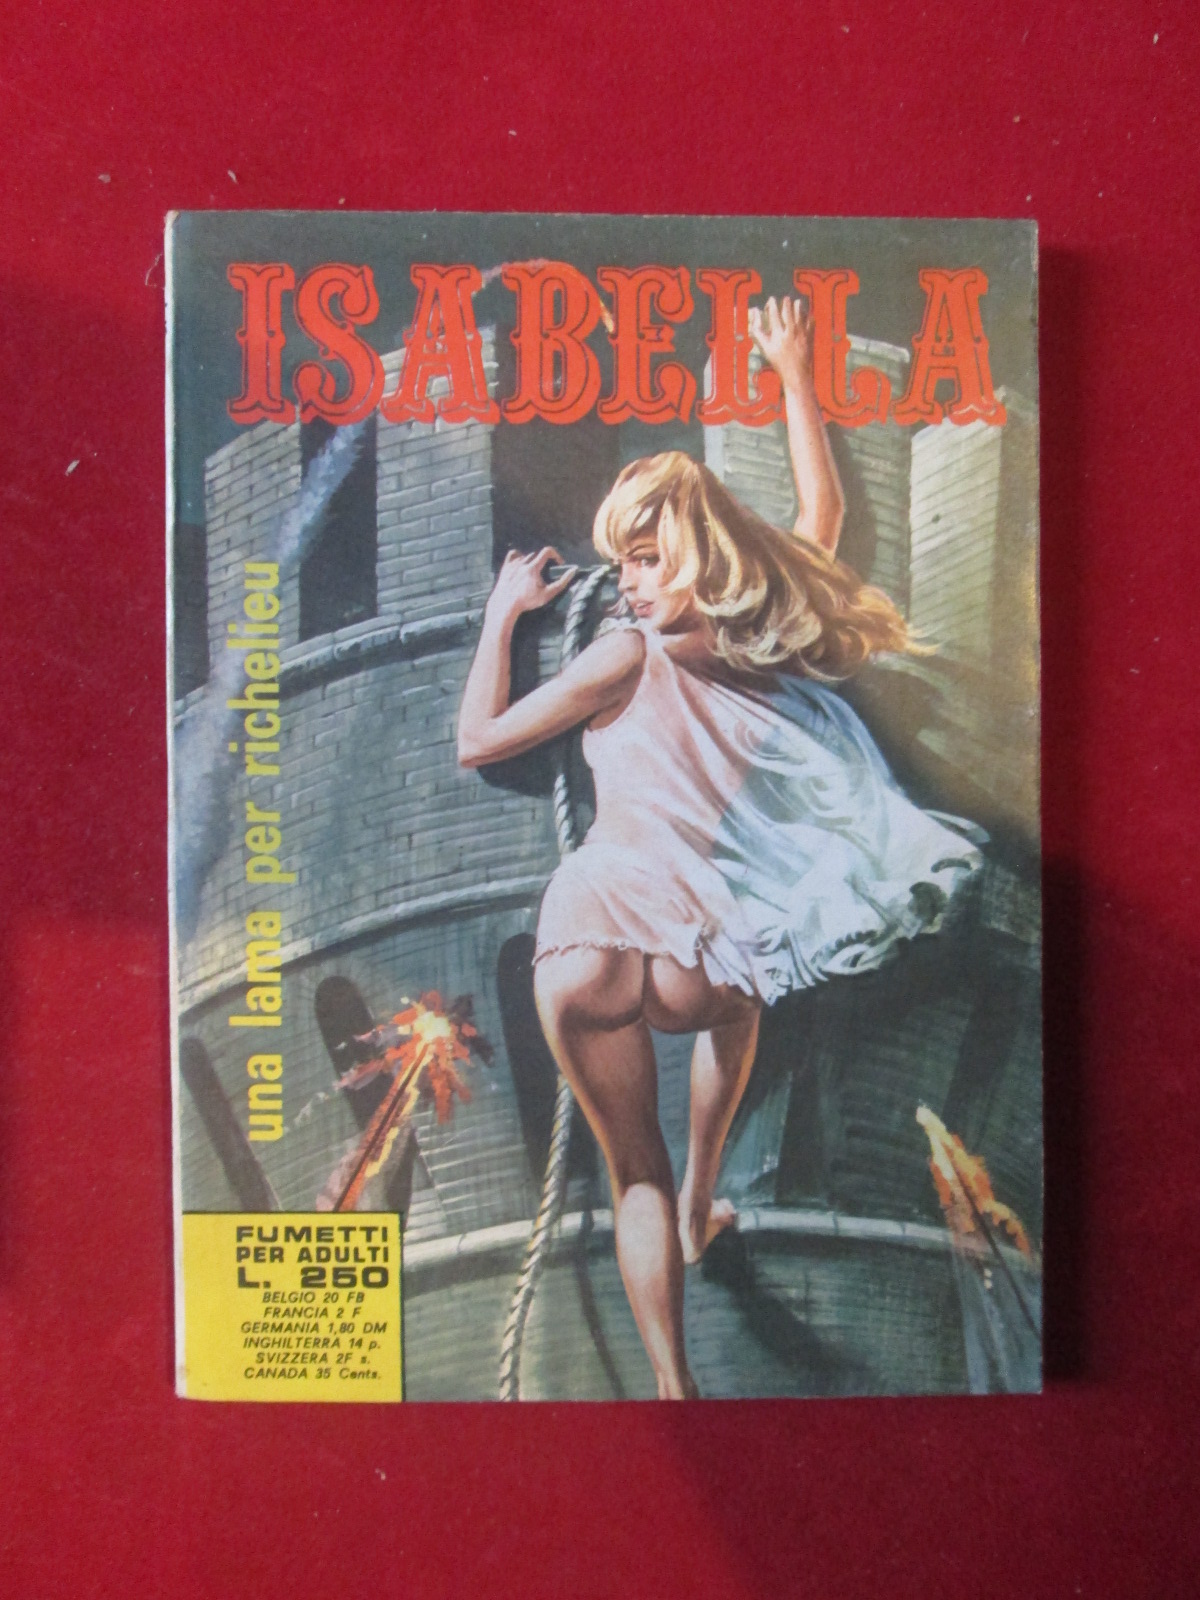 ISABELLA
una lama per richelieu
FUMETTI
PER ADULTI
L. 250
BELGIO 20 FB
FRANCIA 2 F
GERMANIA 1,80 DM
INGHILTERRA 14 p.
SVIZZERA 2F s.
CANADA 35 Cents.